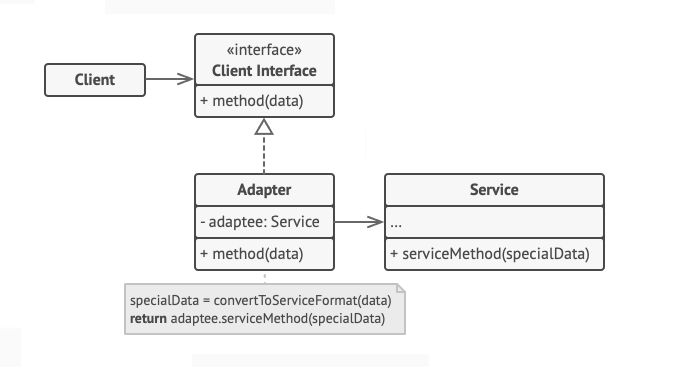 «interface»
Client
Client Interface
+ method(data)
Adapter
Service
- adaptee: Service
...
+ method(data)
+ serviceMethod(specialData)
specialData = convertToServiceFormat(data)
return adaptee.serviceMethod(specialData)